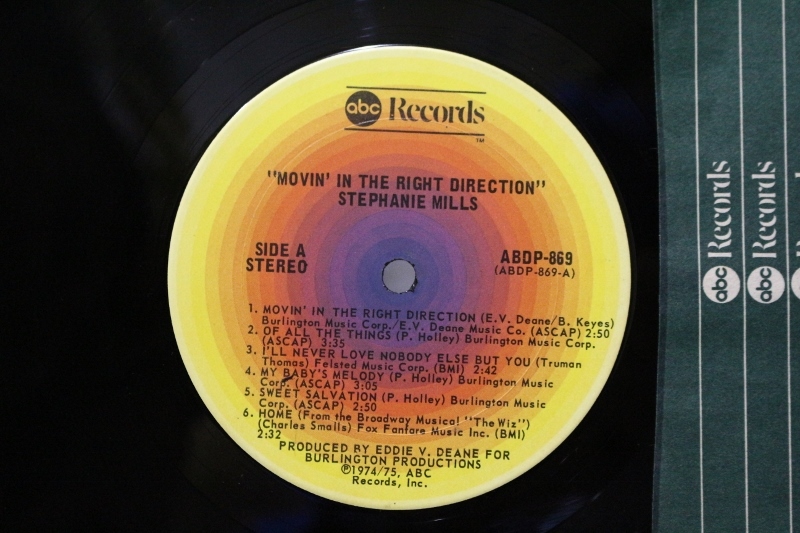 abc Records
TM
"MOVIN' IN THE RIGHT DIRECTION"
STEPHANIE MILLS
SIDE A
STEREO
ABDP-869
(ABDP-869-A)
1. MOVIN' IN THE RIGHT DIRECTION (E.V. Deane/B. Keyes)
Burlington Music Corp./E.V. Deane Music Co. (ASCAP) 2:50
2. OF ALL THE THINGS (P. Holley) Burlington Music Corp.
(ASCAP) 3:35
3. I'LL NEVER LOVE NOBODY ELSE BUT YOU (Truman
Thomas) Felsted Music Corp. (BMI) 2:42
4. MY BABY'S MELODY (P. Holley) Burlington Music
Corp. (ASCAP) 3:05
5. SWEET SALVATION (P. Holley) Burlington Music
Corp. (ASCAP) 2:50
6. HOME (From the Broadway Musical "The Wiz")
(Charles Smalls) Fox Fanfare Music Inc. (BMI)
2:32
PRODUCED BY EDDIE V. DEANE FOR
BURLINGTON PRODUCTIONS
Ⓟ1974/75, ABC
Records, Inc.
abc Records
abc Records